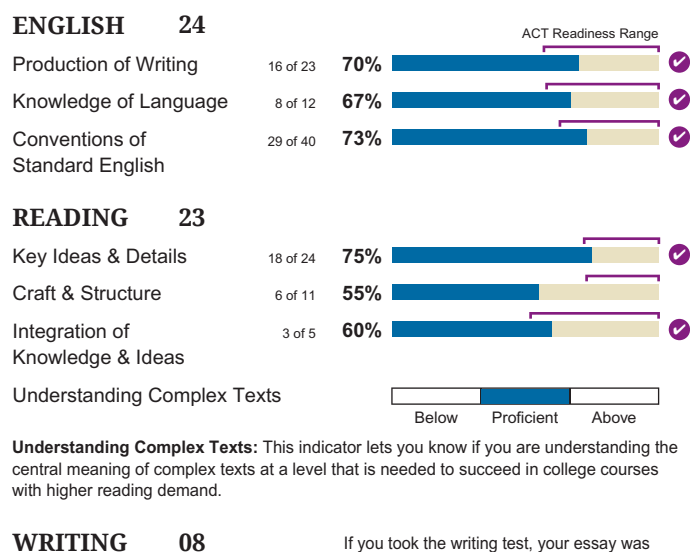 ENGLISH 24
ACT Readiness Range
Production of Writing 16 of 23 70%
Knowledge of Language 8 of 12 67%
Conventions of 29 of 40 73%
Standard English
READING 23
Key Ideas & Details 18 of 24 75%
Craft & Structure 6 of 11 55%
Integration of 3 of 5 60%
Knowledge & Ideas
Understanding Complex Texts
Below Proficient Above
Understanding Complex Texts: This indicator lets you know if you are understanding the
central meaning of complex texts at a level that is needed to succeed in college courses
with higher reading demand.
WRITING 08 If you took the writing test, your essay was